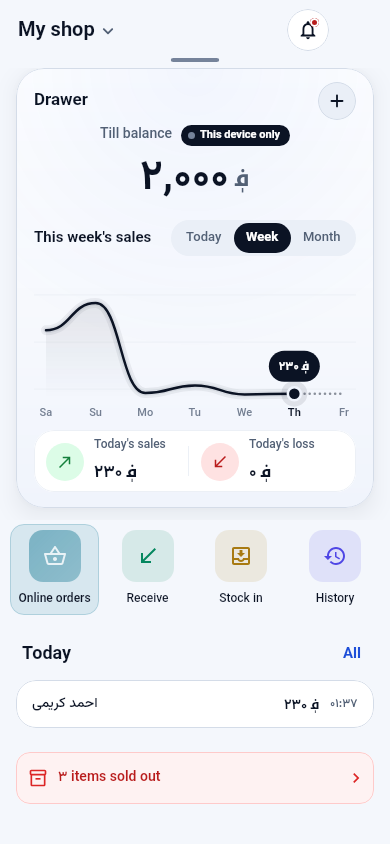 My shop
Drawer
Till balance
This device only
۲,۰۰۰ ؋
This week's sales
Today
Week
Month
۲۳۰ ؋
Sa
Su
Mo
Tu
We
Th
Fr
Today's sales
۲۳۰ ؋
Today's loss
۰ ؋
Online orders
Receive
Stock in
History
Today
All
احمد کریمی
۲۳۰ ؋
۰۱:۳۷
۳ items sold out